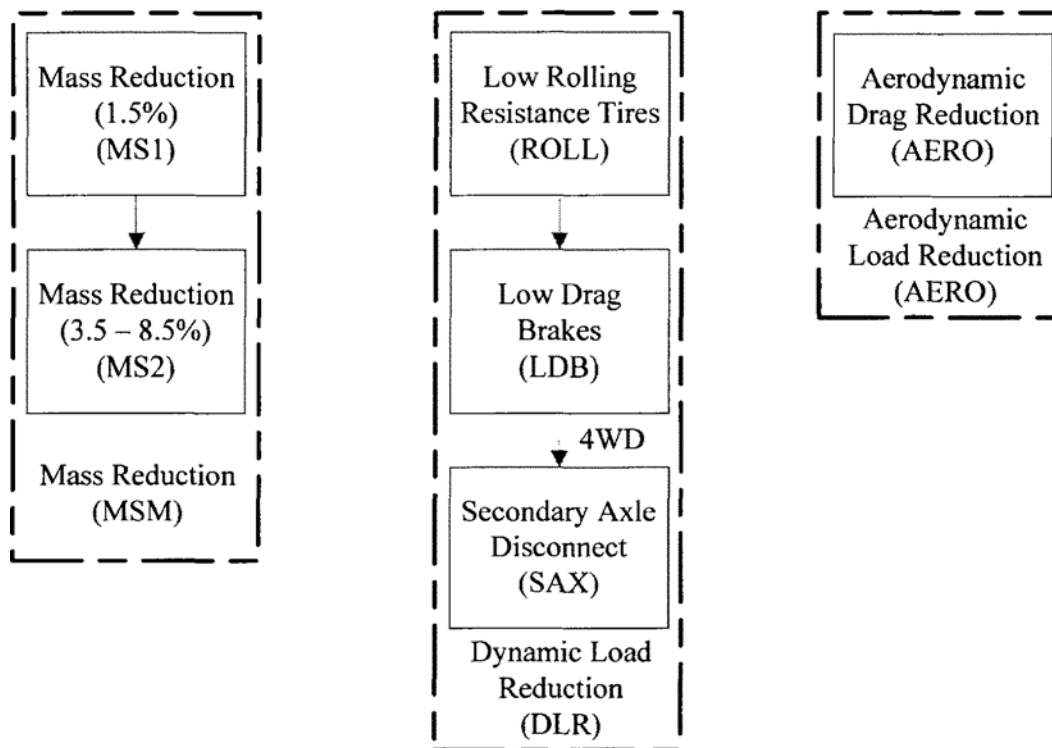 Mass Reduction
(1.5%)
(MS1)
Mass Reduction
(3.5 – 8.5%)
(MS2)
Mass Reduction
(MSM)
Low Rolling
Resistance Tires
(ROLL)
Low Drag
Brakes
(LDB)
4WD
Secondary Axle
Disconnect
(SAX)
Dynamic Load
Reduction
(DLR)
Aerodynamic
Drag Reduction
(AERO)
Aerodynamic
Load Reduction
(AERO)